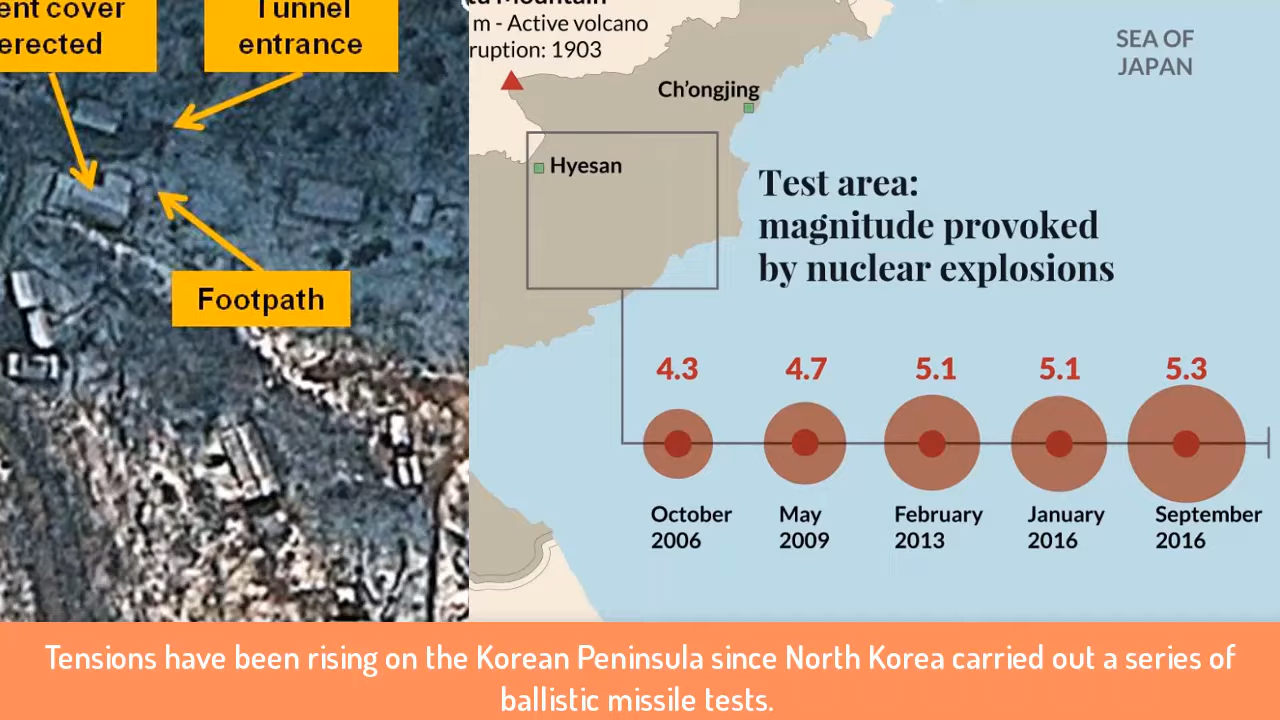 erected
Tunnel
entrance
Footpath
Mountain
m - Active volcano
1903
Ch'ongjing
Hyesan
SEA OF
JAPAN
Test area:
magnitude provoked
by nuclear explosions
4.3 4.7 5.1 5.1 5.3
October May February January September
2006 2009 2013 2016 2016
Tensions have been rising on the Korean Peninsula since North Korea carried out a series of
ballistic missile tests.